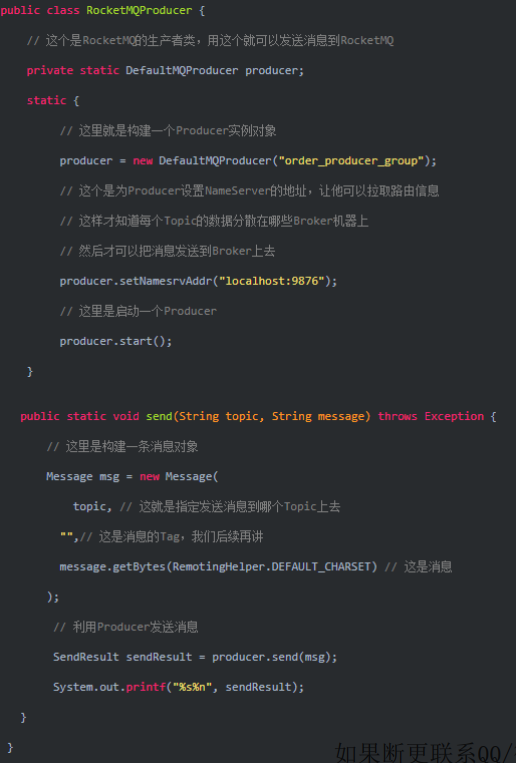 public class RocketMQProducer {
// 这个是RocketMQ的生产者类，用这个就可以发送消息到RocketMQ
private static DefaultMQProducer producer;
static {
// 这里就是构建一个Producer实例对象
producer = new DefaultMQProducer("order_producer_group");
// 这个是为Producer设置NameServer的地址，让他可以拉取路由信息
// 这样才知道每个Topic的数据分散在哪些Broker机器上
// 然后才可以把消息发送到Broker上去
producer.setNamesrvAddr("localhost:9876");
// 这里是启动一个Producer
producer.start();
}
public static void send(String topic, String message) throws Exception {
// 这里是构建一条消息对象
Message msg = new Message(
topic, // 这就是指定发送消息到哪个Topic上去
"",// 这是消息的Tag，我们后续再讲
message.getBytes(RemotingHelper.DEFAULT_CHARSET) // 这是消息
);
// 利用Producer发送消息
SendResult sendResult = producer.send(msg);
System.out.printf("%s%n", sendResult);
}
}
如果断更联系QQ/